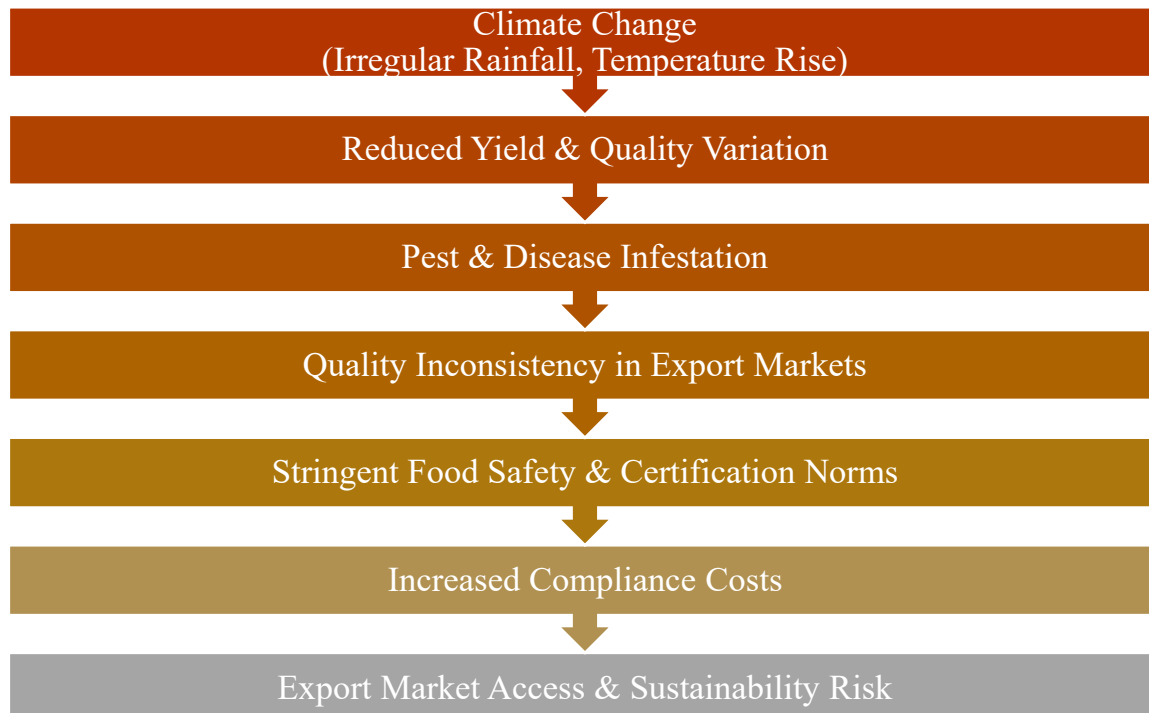 Climate Change
(Irregular Rainfall, Temperature Rise)
Reduced Yield & Quality Variation
Pest & Disease Infestation
Quality Inconsistency in Export Markets
Stringent Food Safety & Certification Norms
Increased Compliance Costs
Export Market Access & Sustainability Risk